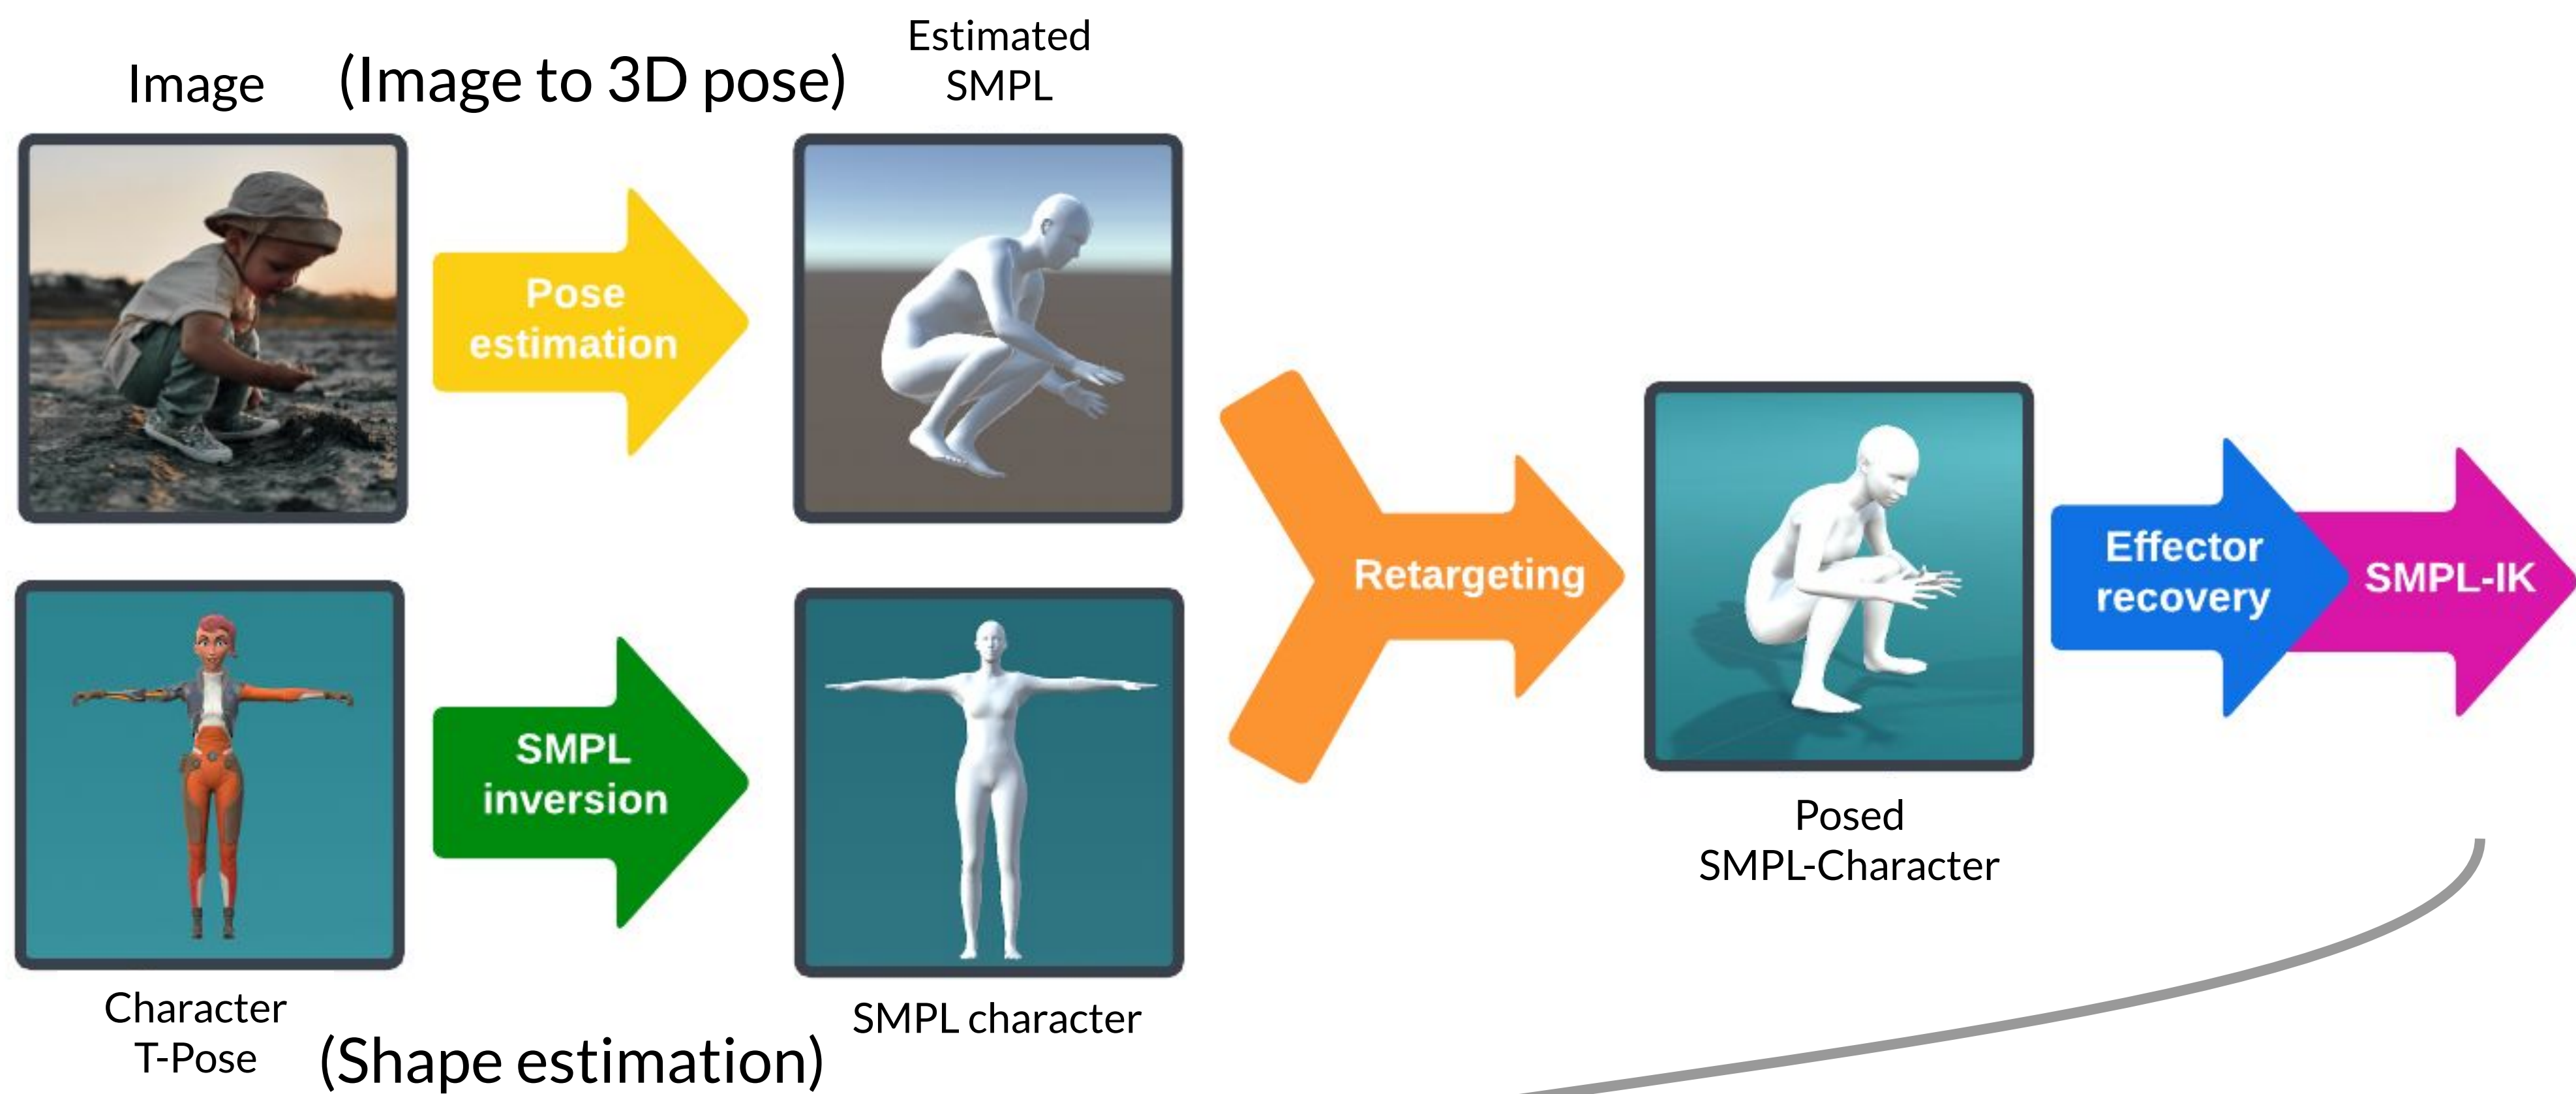 Image
(Image to 3D pose)
Estimated
SMPL
Pose
estimation
SMPL
inversion
Retargeting
Effector
recovery
SMPL-IK
Posed
SMPL-Character
Character
T-Pose
(Shape estimation)
SMPL character